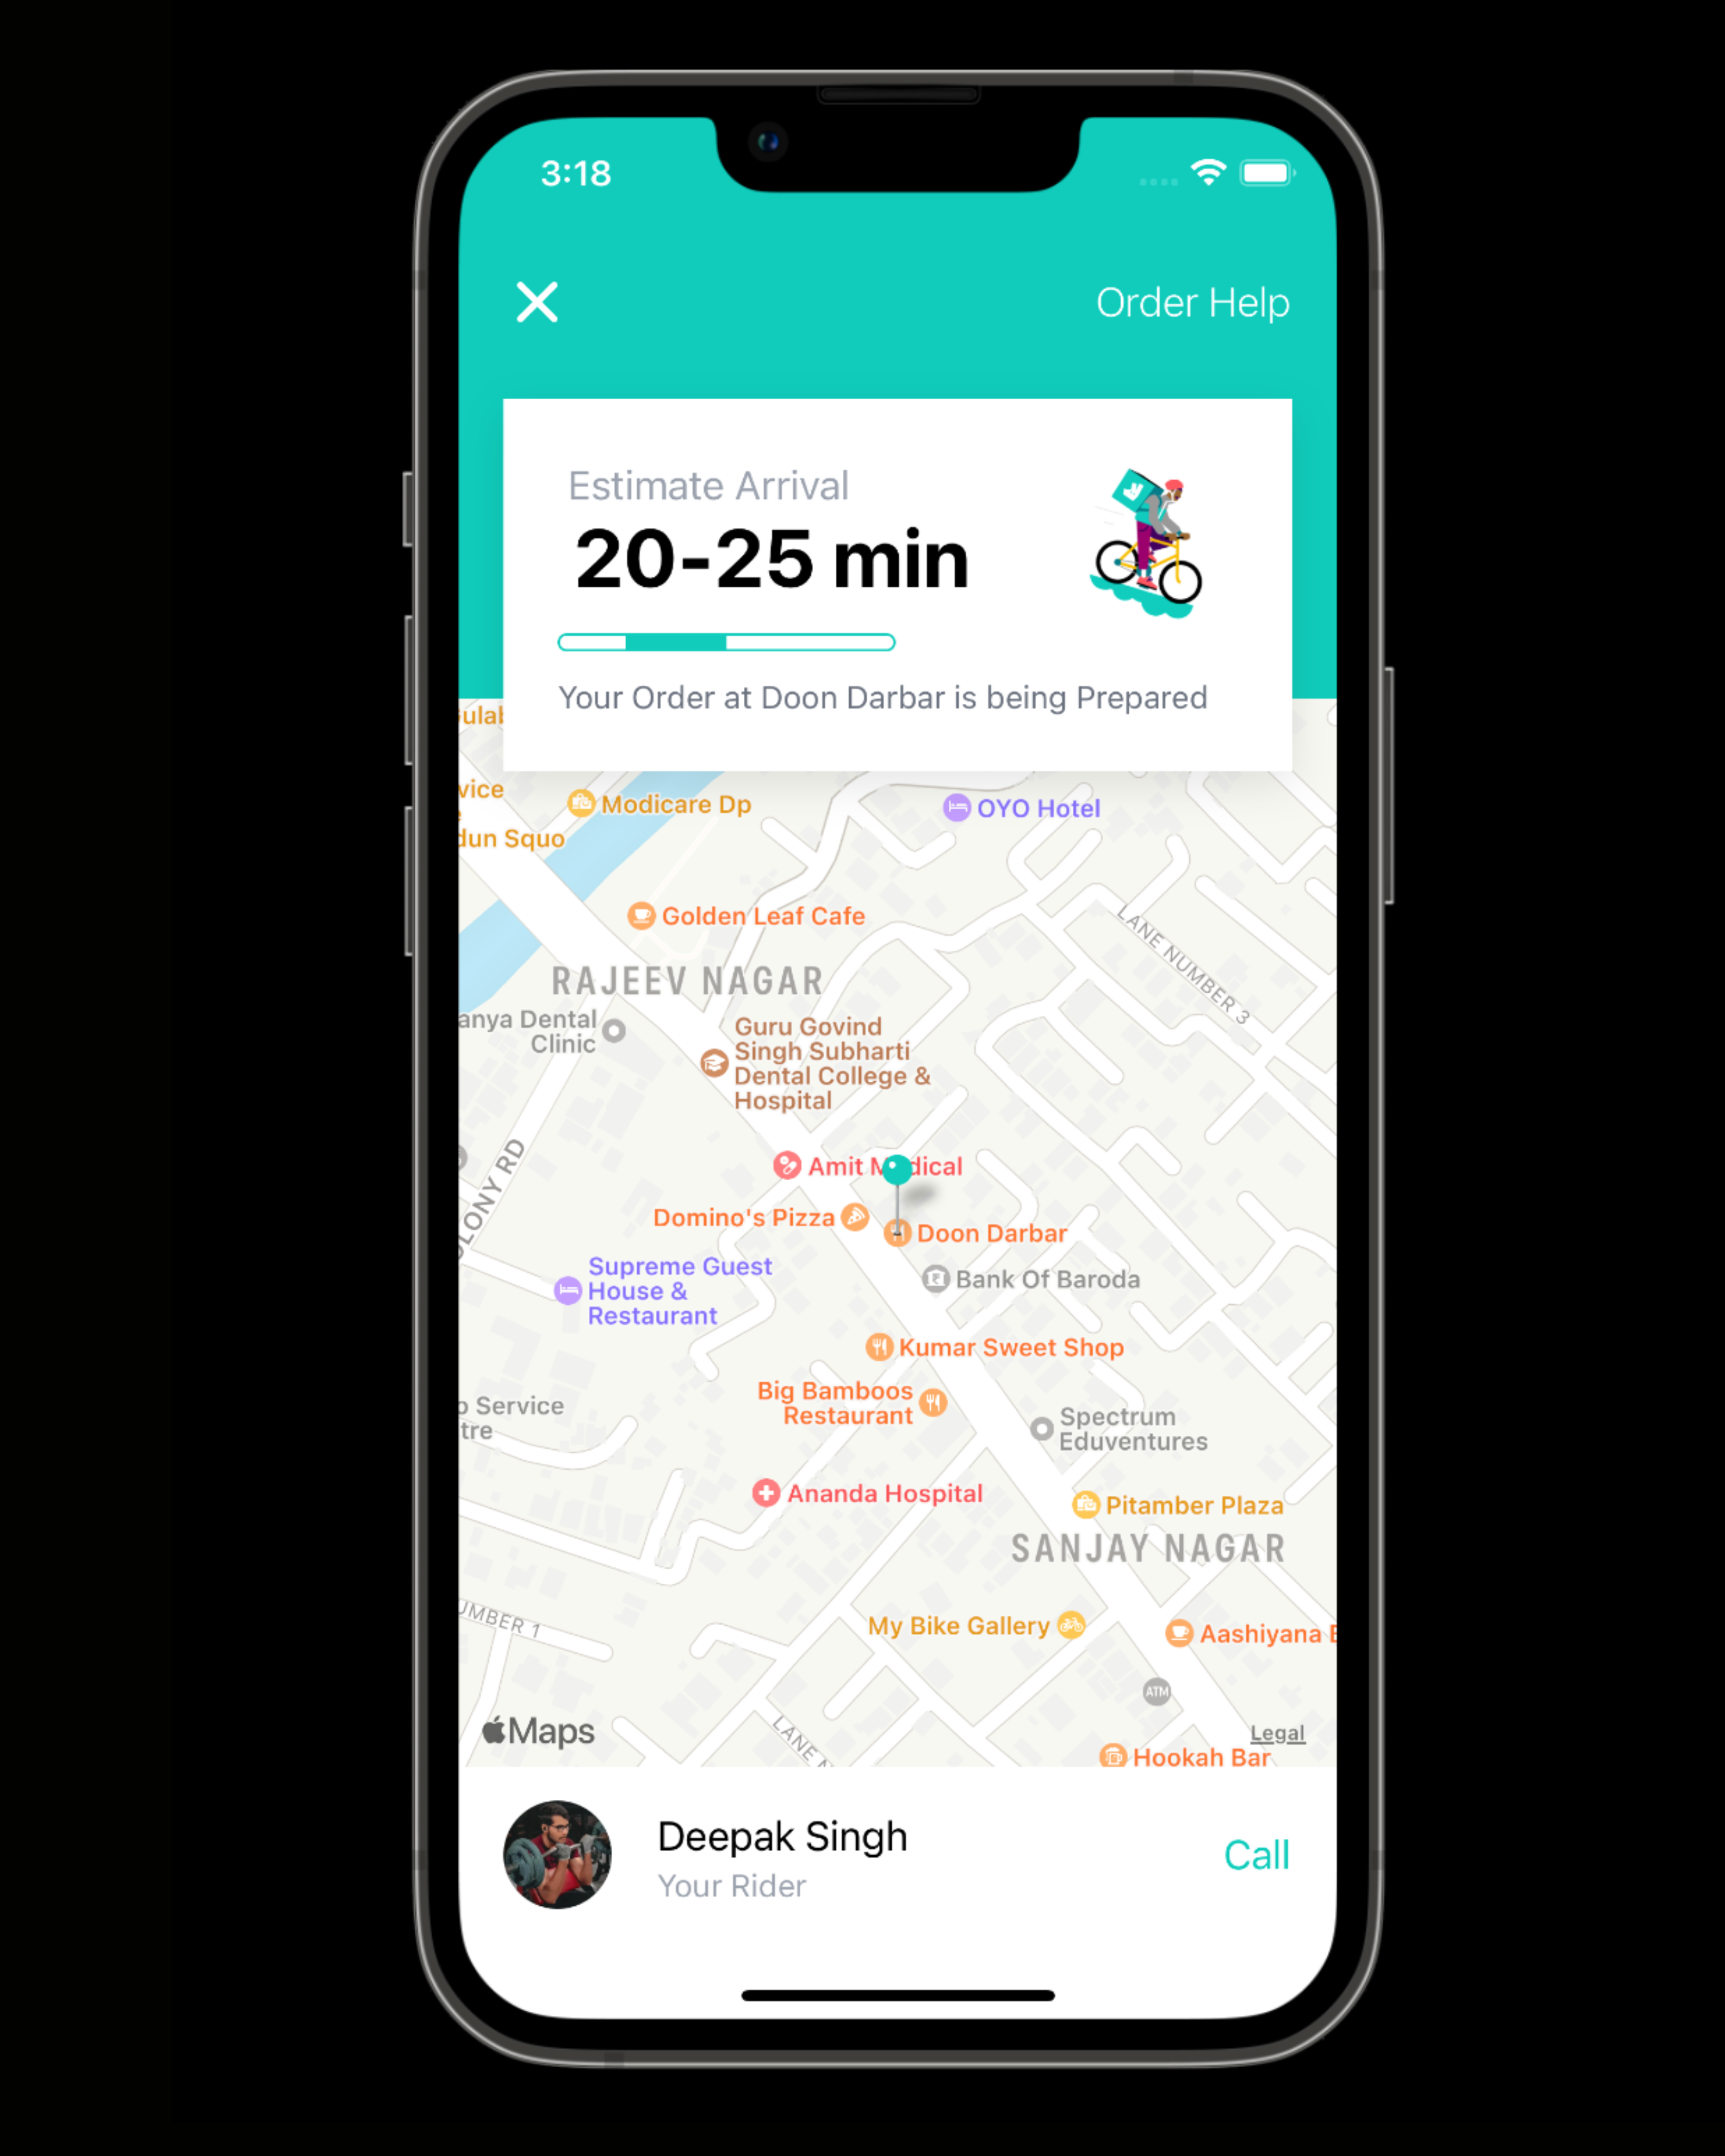 3:18
Order Help
Estimate Arrival
20-25 min
Your Order at Doon Darbar is being Prepared
vice
Modicare Dp
OYO Hotel
dun Squo
Golden Leaf Cafe
LANE NUMBER 3
RAJEEV NAGAR
anya Dental
Clinic
Guru Govind
Singh Subharti
Dental College &
Hospital
OLONY RD
Amit Medical
Domino's Pizza
Doon Darbar
Bank Of Baroda
Supreme Guest
House &
Restaurant
Kumar Sweet Shop
Big Bamboos
Restaurant
o Service
tre
Spectrum
Eduventures
Ananda Hospital
Pitamber Plaza
SANJAY NAGAR
UMBER 1
My Bike Gallery
Aashiyana
ATM
LANE N
Maps
Legal
Hookah Bar
Deepak Singh
Your Rider
Call